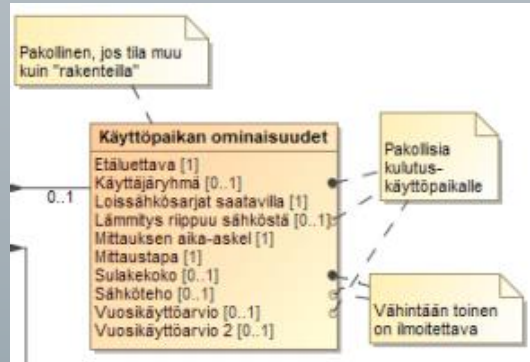 Pakollinen, jos tila muu
kuin "rakenteilla"
Käyttöpaikan ominaisuudet
Etäluettava [1]
Käyttäjäryhmä [0..1]
Loissähkösarjat saatavilla [1]
Lämmitys riippuu sähköstä [0..1]
Mittauksen aika-askel [1]
Mittaustapa [1]
Sulakekoko [0..1]
Sähköteho [0..1]
Vuosikäyttöarvio [0..1]
Vuosikäyttöarvio 2 [0..1]
0..1
Pakollisia
kulutus-
käyttöpaikalle
Vähintään toinen
on ilmoitettava